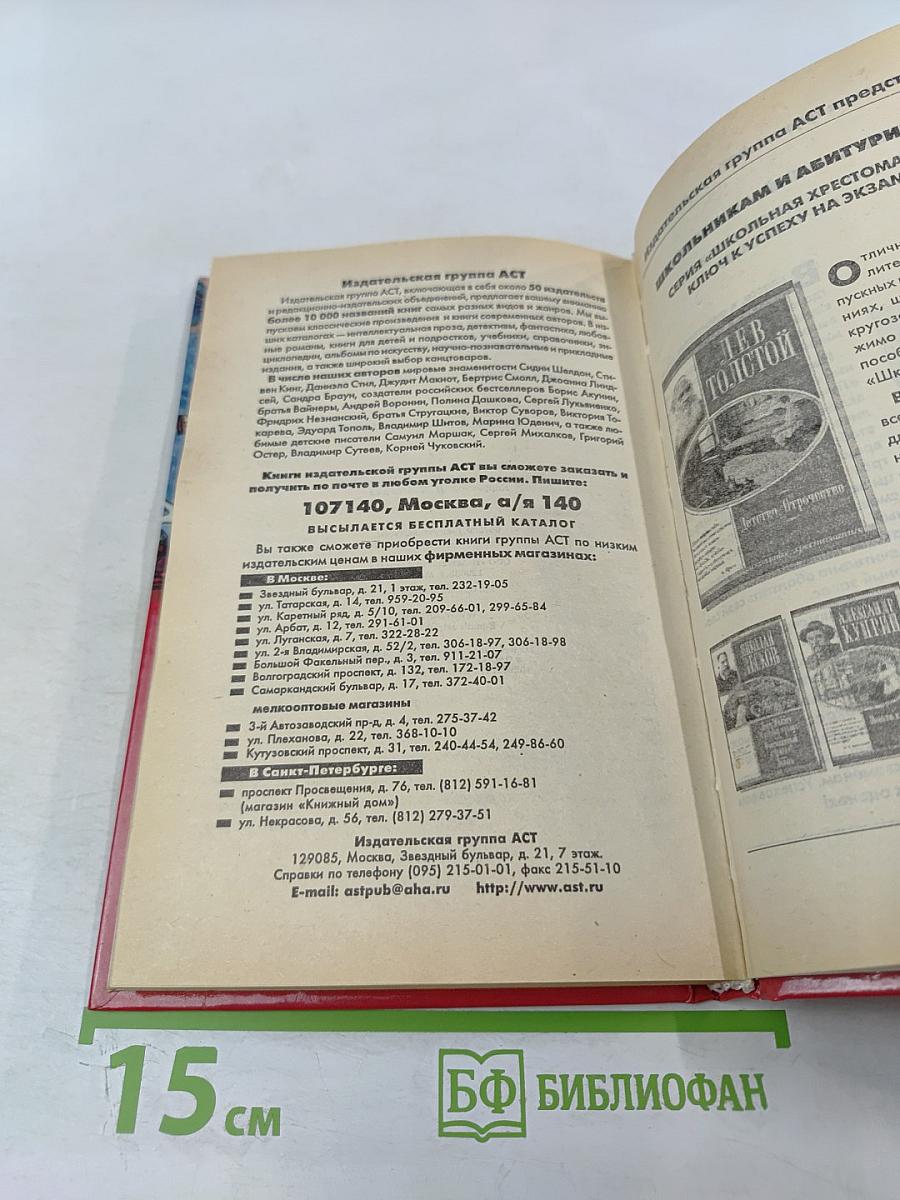 Издательская группа АСТ
Издательская группа АСТ, включающая в себя около 50 издательств
и редакционно-издательских объединений, предлагает вашему вниманию
более 10 000 названий книг самых разных видов и жанров. Мы вы-
пускаем классические произведения и книги современных авторов. В на-
ших каталогах — интеллектуальная проза, детективы, фантастика, любов-
ные романы, книги для детей и подростков, учебники, справочники, эн-
циклопедии, альбомы по искусству, научно-познавательные и прикладные
издания, а также широкий выбор канцтоваров.
В числе наших авторов мировые знаменитости Сидни Шелдон, Сти-
вен Кинг, Даниэла Стил, Джудит Макнот, Бертрис Смолл, Джоанна Линд-
сей, Сандра Браун, создатели российских бестселлеров Борис Акунин,
братья Вайнеры, Андрей Воронин, Полина Дашкова, Сергей Лукьяненко,
Фридрих Незнанский, братья Стругацкие, Виктор Суворов, Виктория То-
карева, Эдуард Тополь, Владимир Шитов, Марина Юденич, а также лю-
бимые детские писатели Самуил Маршак, Сергей Михалков, Григорий
Остер, Владимир Сутеев, Корней Чуковский.
Книги издательской группы АСТ вы сможете заказать и
получить по почте в любом уголке России. Пишите:
107140, Москва, а/я 140
ВЫСЫЛАЕТСЯ БЕСПЛАТНЫЙ КАТАЛОГ
Вы также сможете приобрести книги группы АСТ по низким
издательским ценам в наших фирменных магазинах:
В Москве:
Звездный бульвар, д. 21, 1 этаж, тел. 232-19-05
ул. Татарская, д. 14, тел. 959-20-95
ул. Каретный ряд, д. 5/10, тел. 209-66-01, 299-65-84
ул. Арбат, д. 12, тел. 291-61-01
ул. Луганская, д. 7, тел. 322-28-22
ул. 2-я Владимирская, д. 52/2, тел. 306-18-97, 306-18-98
Большой Факельный пер., д. 3, тел. 911-21-07
Волгоградский проспект, д. 132, тел. 172-18-97
Самаркандский бульвар, д. 17, тел. 372-40-01
мелкооптовые магазины
3-й Автозаводский пр-д, д. 4, тел. 275-37-42
ул. Плеханова, д. 22, тел. 368-10-10
Кутузовский проспект, д. 31, тел. 240-44-54, 249-86-60
В Санкт-Петербурге:
проспект Просвещения, д. 76, тел. (812) 591-16-81
(магазин «Книжный дом»)
ул. Некрасова, д. 56, тел. (812) 279-37-51
Издательская группа АСТ
129085, Москва, Звездный бульвар, д. 21, 7 этаж.
Справки по телефону (095) 215-01-01, факс 215-51-10
E-mail: astpub@aha.ru http://www.ast.ru
Издательская группа АСТ предст
ШКОЛЬНИКАМ И АБИТУРИ
СЕРИЯ «ШКОЛЬНАЯ ХРЕСТОМА
КЛЮЧ К УСПЕХУ НА ЭКЗАМ
Отличн
лите
пускных и
ниях, ш
кругоз
жимо
пособ
«Шк
В
все
д
н
ЛЕВ
ТОЛСТОЙ
Детство. Отрочество
НИКОЛАЙ
ЛЕСКОВ
АЛЕКСАНДР
КУПРИН
15 см
БФ БИБЛИОФАН